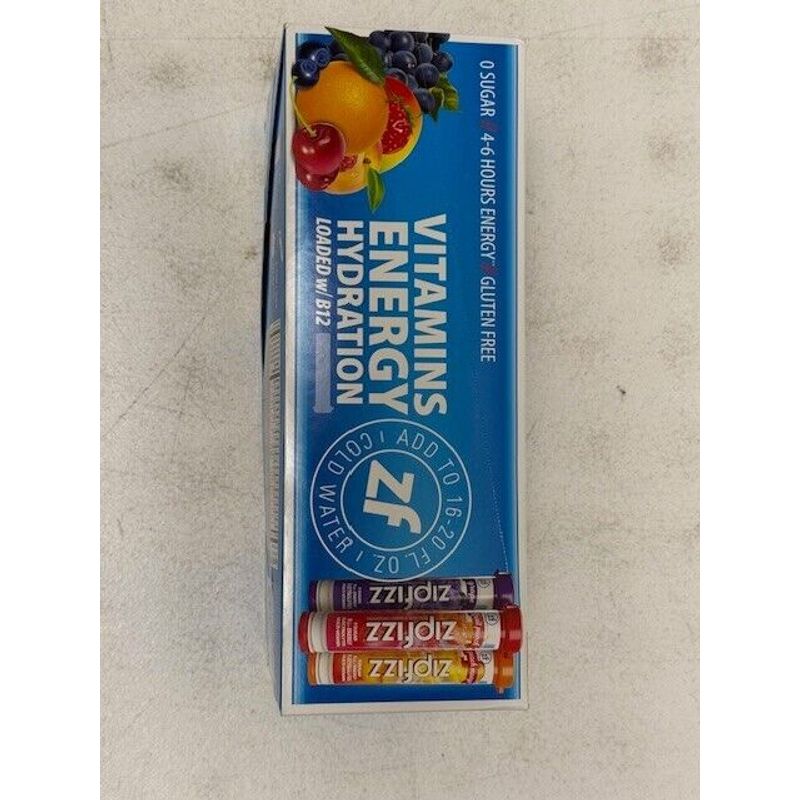 0 SUGAR // 4-6 HOURS ENERGY* // GLUTEN FREE
VITAMINS
ENERGY
HYDRATION
LOADED w/ B12
ADD TO 16-20 FL. OZ. | COLD WATER |
ZF
zipfizz
zipfizz
zipfizz